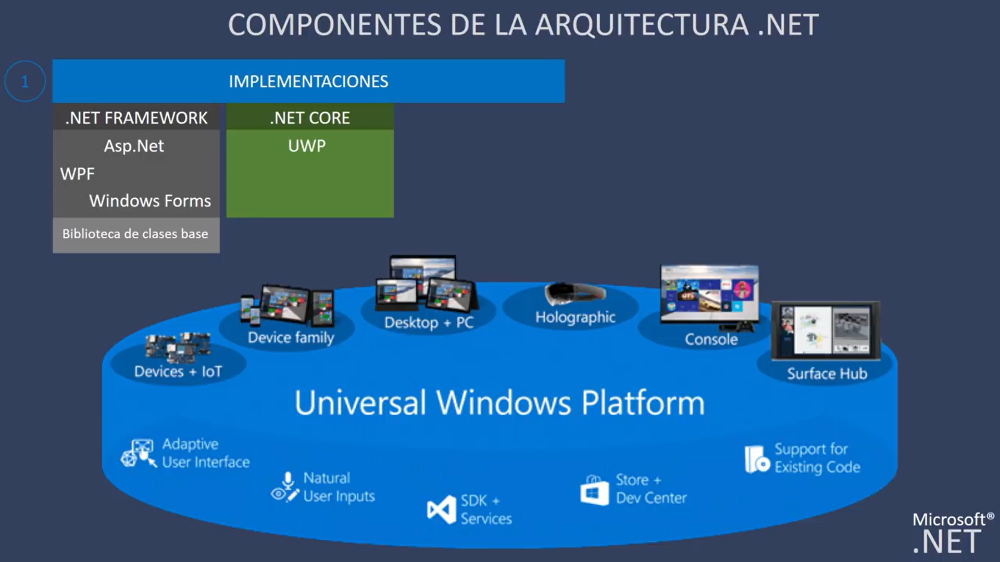 COMPONENTES DE LA ARQUITECTURA .NET
1
IMPLEMENTACIONES
.NET FRAMEWORK
Asp.Net
WPF
Windows Forms
Biblioteca de clases base
.NET CORE
UWP
Devices + IoT
Device family
Desktop + PC
Holographic
Console
Surface Hub
Universal Windows Platform
Adaptive
User Interface
Natural
User Inputs
SDK +
Services
Store +
Dev Center
Support for
Existing Code
Microsoft®
.NET